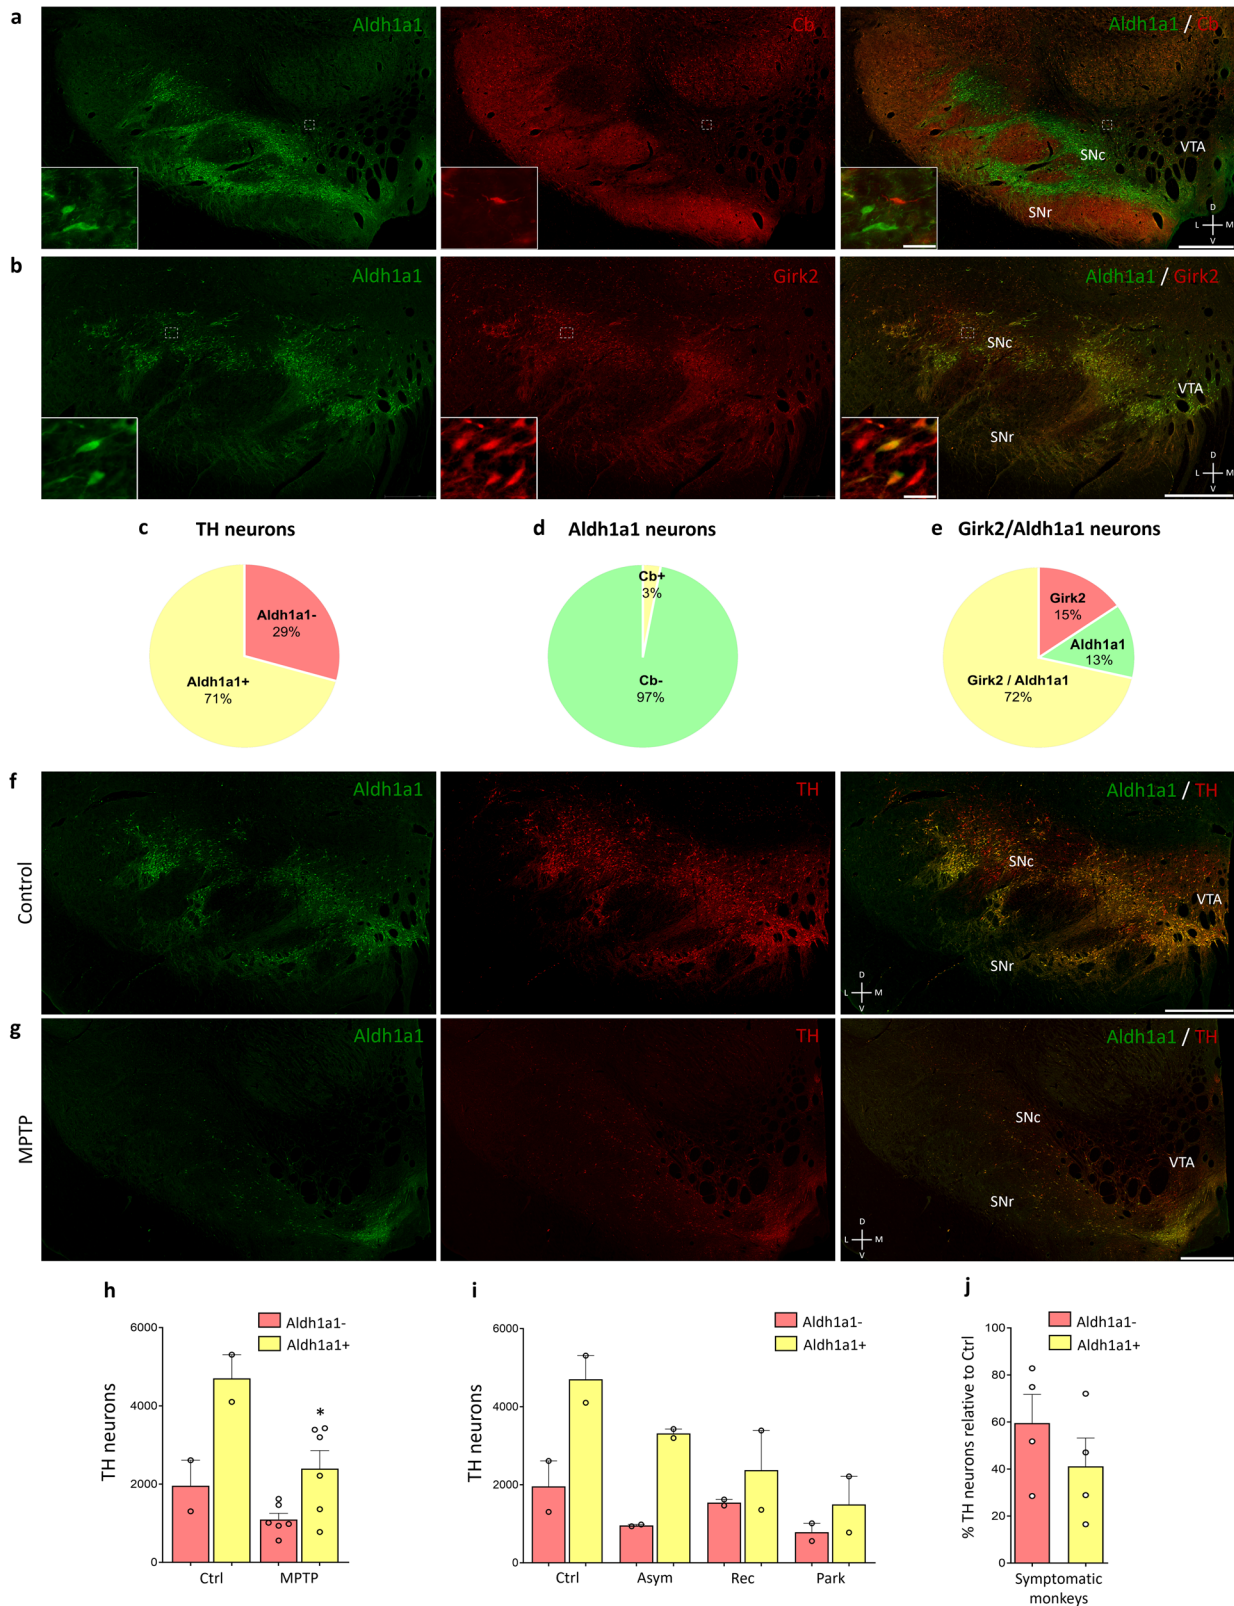 a
Aldh1a1
Cb
Aldh1a1 / Cb
SNc
VTA
SNr
D
L M
V
b
Aldh1a1
Girk2
Aldh1a1 / Girk2
SNc
VTA
SNr
D
L M
V
c TH neurons
d Aldh1a1 neurons
e Girk2/Aldh1a1 neurons
Aldh1a1-
29%
Aldh1a1+
71%
Cb+
3%
Cb-
97%
Girk2
15%
Aldh1a1
13%
Girk2 / Aldh1a1
72%
f
Control
Aldh1a1
TH
Aldh1a1 / TH
SNc
VTA
SNr
D
L M
V
g
MPTP
Aldh1a1
TH
Aldh1a1 / TH
SNc
VTA
SNr
D
L M
V
h
Aldh1a1-
Aldh1a1+
TH neurons
6000
4000
2000
0
*
Ctrl MPTP
i
Aldh1a1-
Aldh1a1+
TH neurons
6000
4000
2000
0
Ctrl Asym Rec Park
j
Aldh1a1-
Aldh1a1+
% TH neurons relative to Ctrl
100
80
60
40
20
0
Symptomatic
monkeys